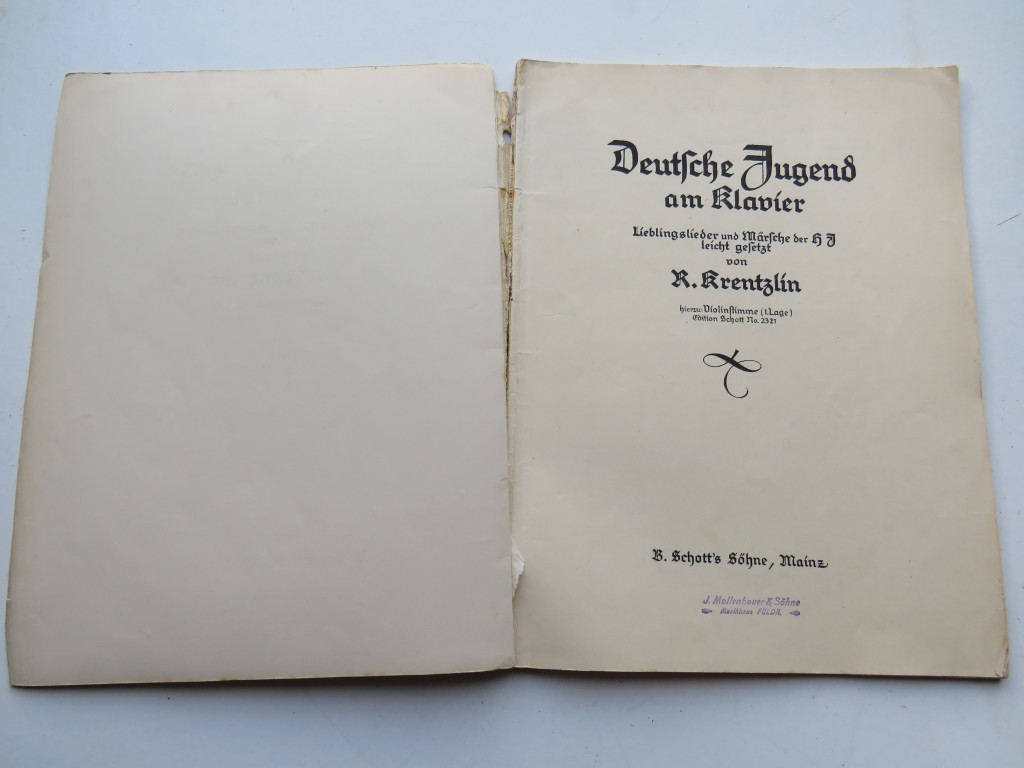 Deutsche Jugend
am Klavier
Lieblingslieder und Märsche der H J
leicht gesetzt
von
R. Krentzlin
hierzu: Violinstimme (1. Lage)
Edition Schott No. 2321
B. Schott's Söhne, Mainz
J. Mollenhauer & Söhne
Musikhaus FULDA.